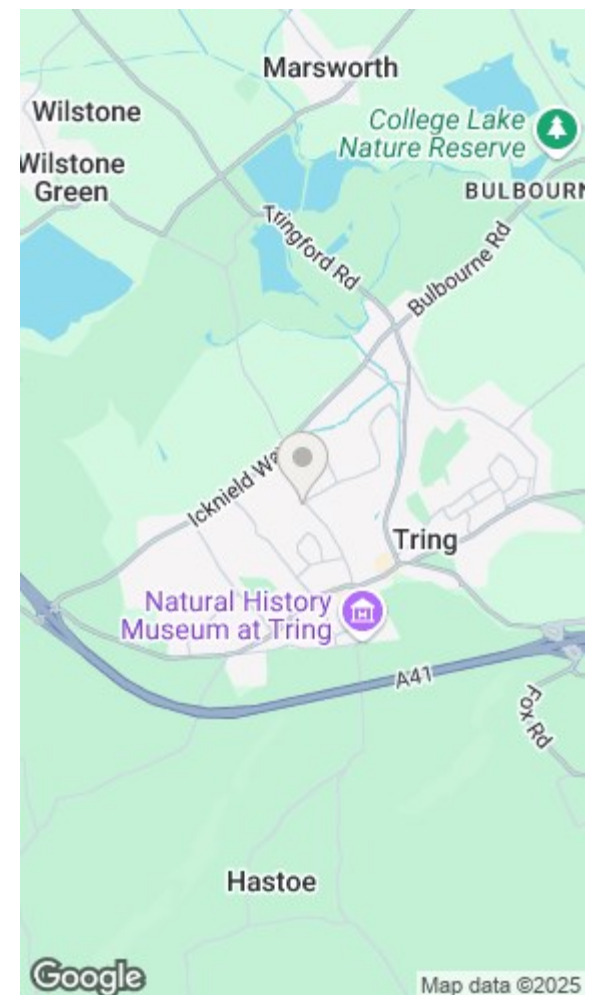 Marsworth
Wilstone
College Lake
Nature Reserve
Wilstone
Green
BULBOURN
Tringford Rd
Bulbourne Rd
Icknield Wa
Tring
Natural History
Museum at Tring
A41
Fox Rd
Hastoe
Google
Map data ©2025